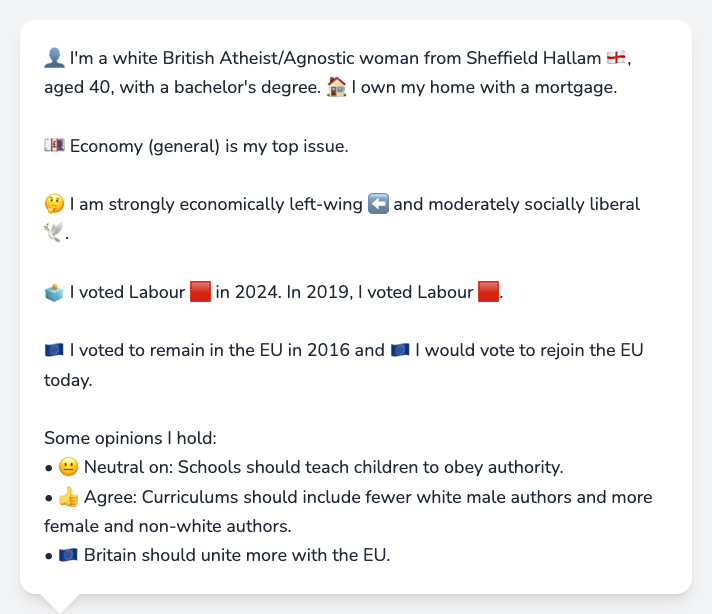 👤 I'm a white British Atheist/Agnostic woman from Sheffield Hallam 🏴󠁧󠁢󠁥󠁮󠁧󠁿,
aged 40, with a bachelor's degree. 🏠 I own my home with a mortgage.
💷 Economy (general) is my top issue.
🤔 I am strongly economically left-wing ⬅️ and moderately socially liberal
🕊️.
🗳️ I voted Labour 🟥 in 2024. In 2019, I voted Labour 🟥.
🇪🇺 I voted to remain in the EU in 2016 and 🇪🇺 I would vote to rejoin the EU
today.
Some opinions I hold:
• 😐 Neutral on: Schools should teach children to obey authority.
• 👍 Agree: Curriculums should include fewer white male authors and more
female and non-white authors.
• 🇪🇺 Britain should unite more with the EU.